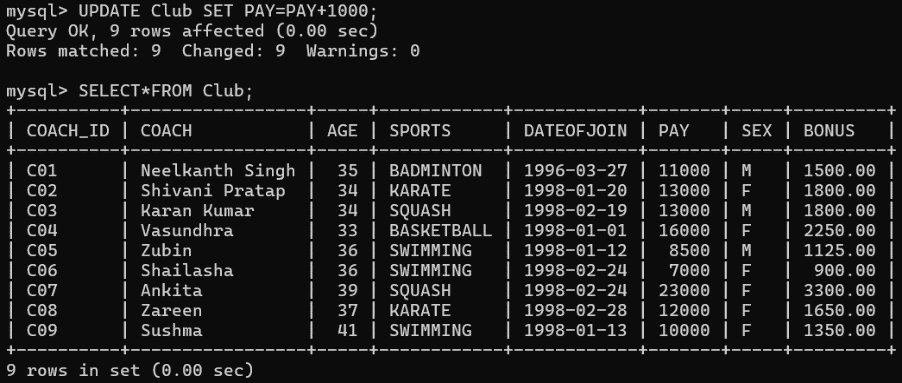 mysql> UPDATE Club SET PAY=PAY+1000;
Query OK, 9 rows affected (0.00 sec)
Rows matched: 9  Changed: 9  Warnings: 0

mysql> SELECT*FROM Club;
+----------+-----------------+-----+------------+------------+-------+-----+---------+
| COACH_ID | COACH           | AGE | SPORTS     | DATEOFJOIN | PAY   | SEX | BONUS   |
+----------+-----------------+-----+------------+------------+-------+-----+---------+
| C01      | Neelkanth Singh |  35 | BADMINTON  | 1996-03-27 | 11000 | M   | 1500.00 |
| C02      | Shivani Pratap  |  34 | KARATE     | 1998-01-20 | 13000 | F   | 1800.00 |
| C03      | Karan Kumar     |  34 | SQUASH     | 1998-02-19 | 13000 | M   | 1800.00 |
| C04      | Vasundhra       |  33 | BASKETBALL | 1998-01-01 | 16000 | F   | 2250.00 |
| C05      | Zubin           |  36 | SWIMMING   | 1998-01-12 |  8500 | M   | 1125.00 |
| C06      | Shailasha       |  36 | SWIMMING   | 1998-02-24 |  7000 | F   |  900.00 |
| C07      | Ankita          |  39 | SQUASH     | 1998-02-24 | 23000 | F   | 3300.00 |
| C08      | Zareen          |  37 | KARATE     | 1998-02-28 | 12000 | F   | 1650.00 |
| C09      | Sushma          |  41 | SWIMMING   | 1998-01-13 | 10000 | F   | 1350.00 |
+----------+-----------------+-----+------------+------------+-------+-----+---------+
9 rows in set (0.00 sec)